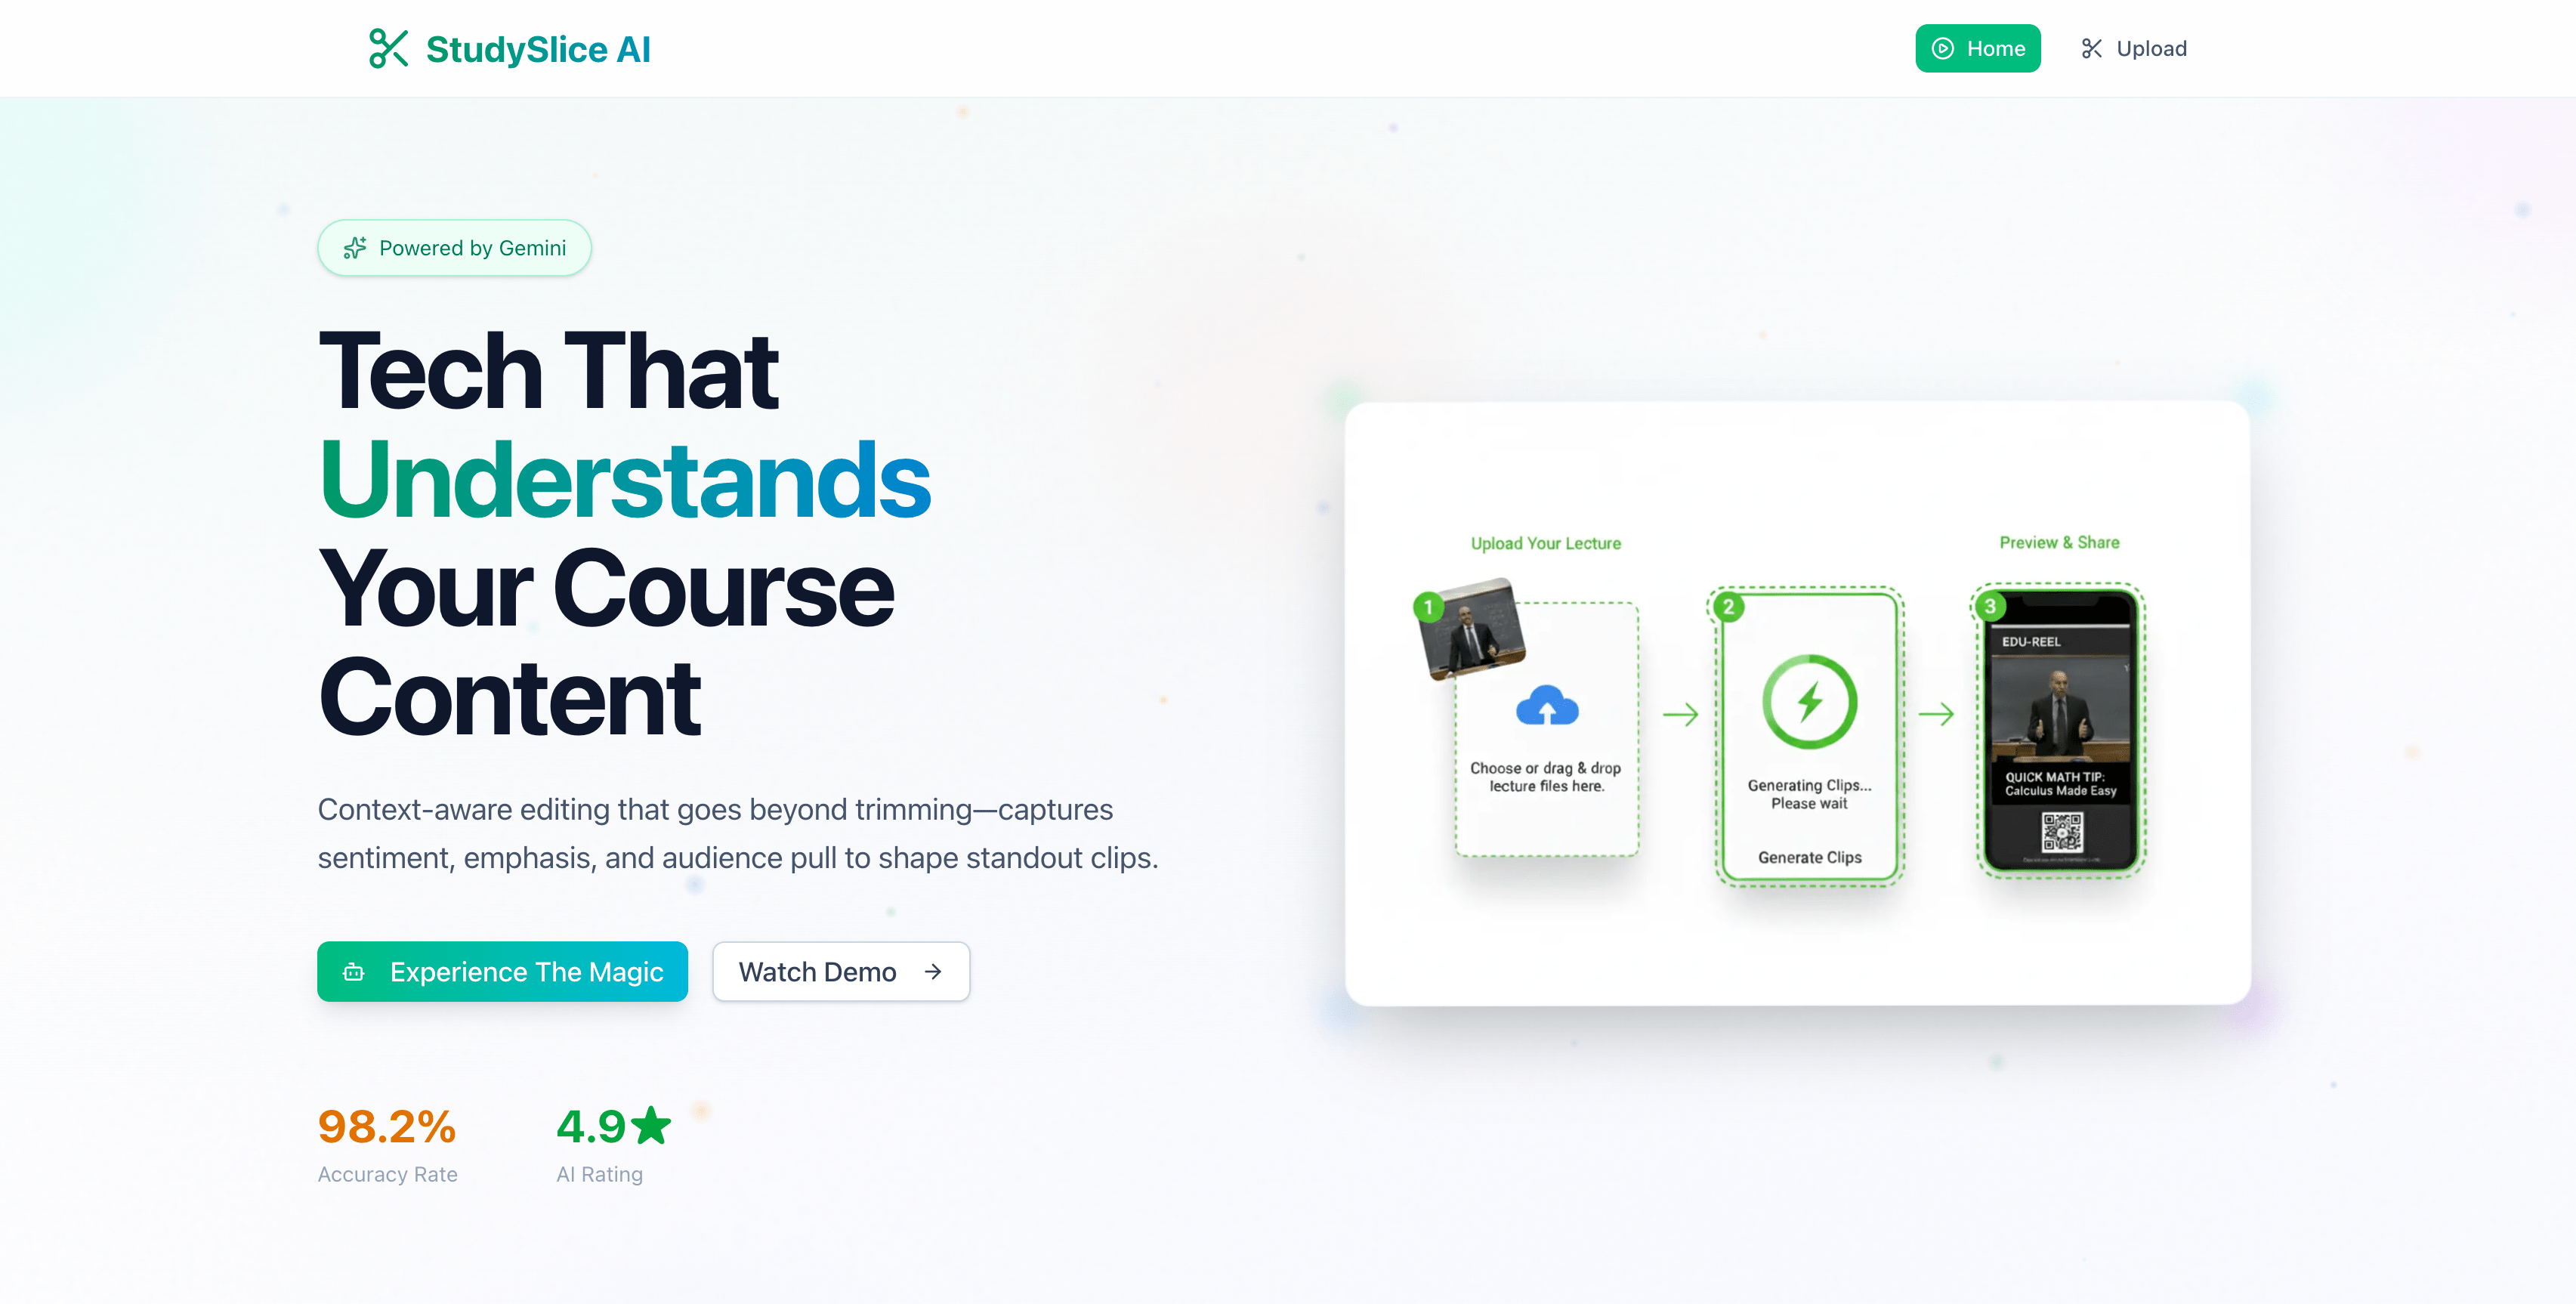 StudySlice AI
Home
Upload
Powered by Gemini
Tech That
Understands
Your Course
Content
Context-aware editing that goes beyond trimming—captures
sentiment, emphasis, and audience pull to shape standout clips.
Experience The Magic
Watch Demo
98.2%
Accuracy Rate
4.9★
AI Rating
Upload Your Lecture
1
Choose or drag & drop
lecture files here.
2
Generating Clips...
Please wait
Generate Clips
Preview & Share
3
EDU-REEL
QUICK MATH TIP:
Calculus Made Easy